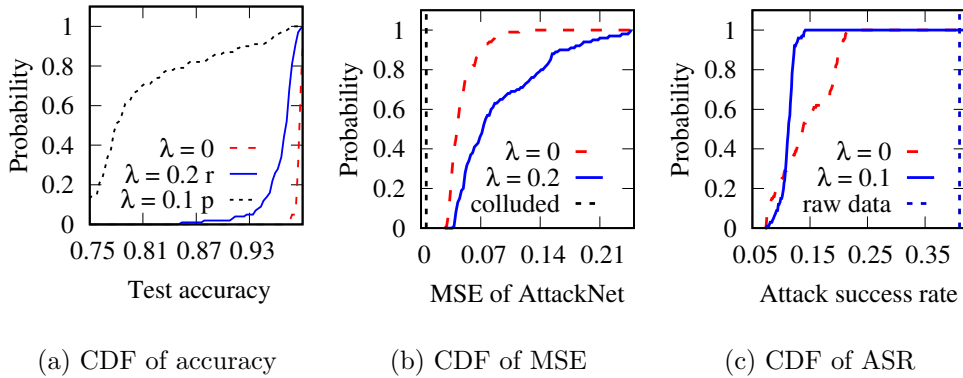 Probability
1
0.8
0.6
0.4
0.2
0
0.75
0.81
0.87
0.93
λ = 0
λ = 0.2 r
λ = 0.1 p
Test accuracy
(a) CDF of accuracy
Probability
1
0.8
0.6
0.4
0.2
0
0
0.07
0.14
0.21
λ = 0
λ = 0.2
colluded
MSE of AttackNet
(b) CDF of MSE
Probability
1
0.8
0.6
0.4
0.2
0
0.05
0.15
0.25
0.35
λ = 0
λ = 0.1
raw data
Attack success rate
(c) CDF of ASR